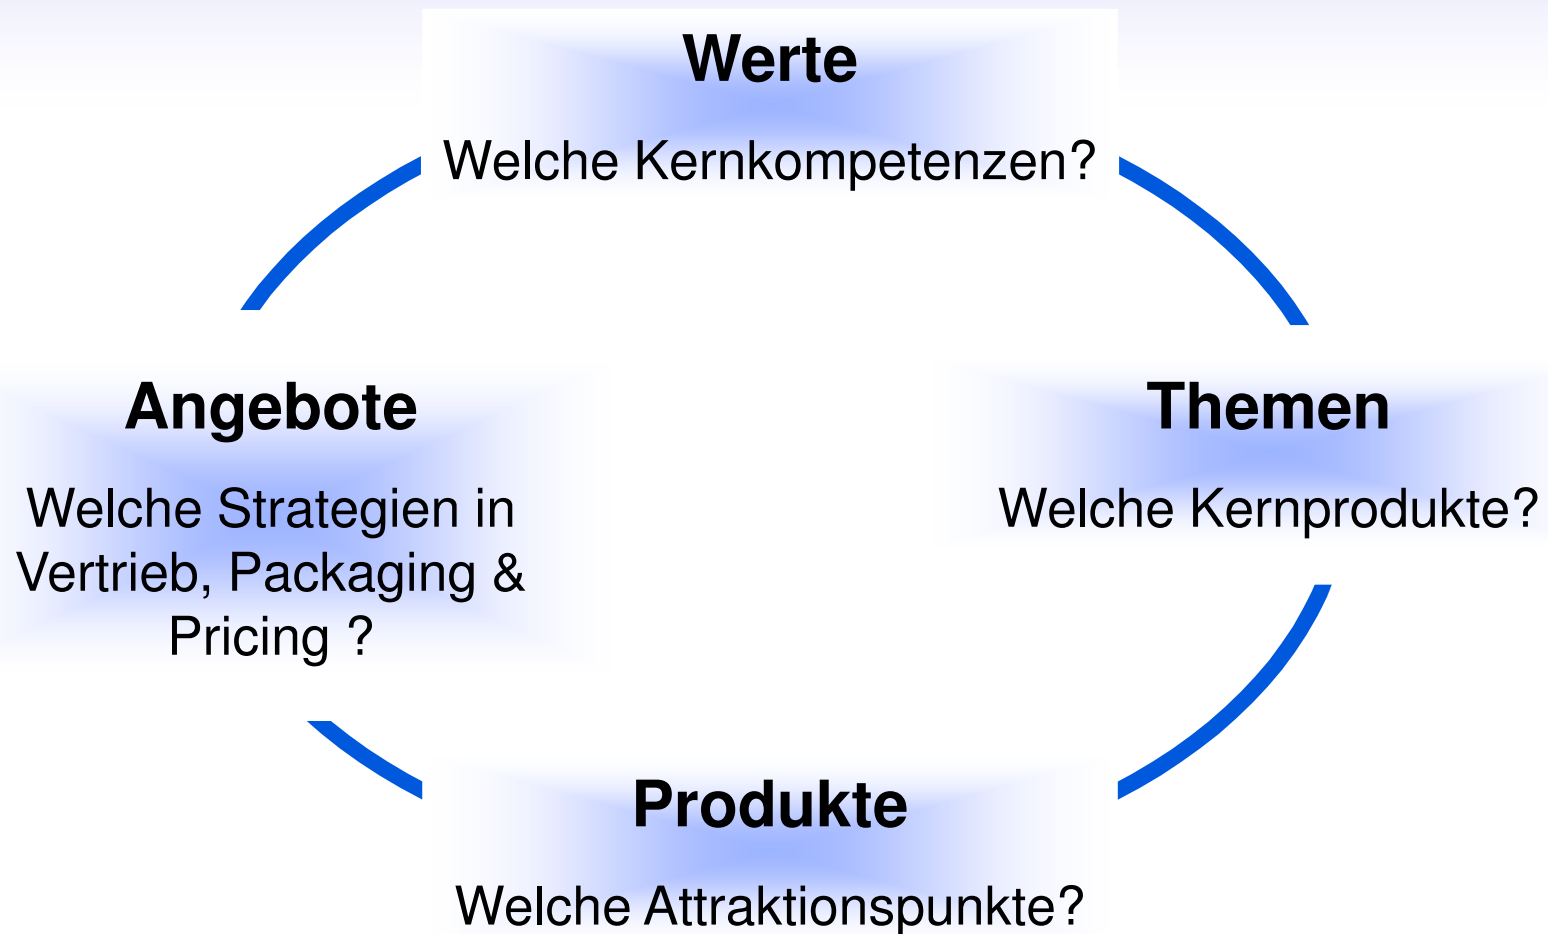 Werte
Welche Kernkompetenzen?
Angebote
Welche Strategien in
Vertrieb, Packaging &
Pricing ?
Themen
Welche Kernprodukte?
Produkte
Welche Attraktionspunkte?